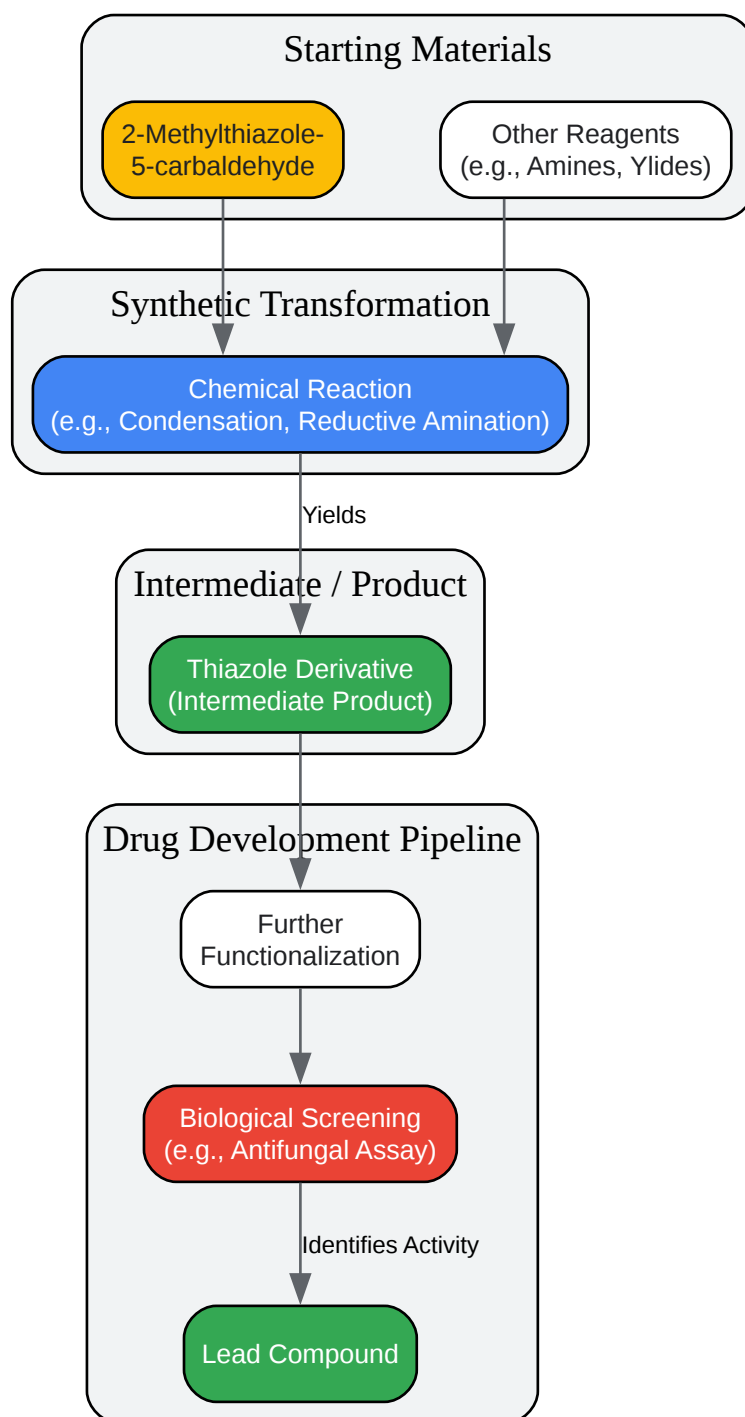 Starting Materials
2-Methylthiazole-
5-carbaldehyde
Other Reagents
(e.g., Amines, Ylides)
Synthetic Transformation
Chemical Reaction
(e.g., Condensation, Reductive Amination)
Yields
Intermediate / Product
Thiazole Derivative
(Intermediate Product)
Drug Development Pipeline
Further
Functionalization
Biological Screening
(e.g., Antifungal Assay)
Identifies Activity
Lead Compound